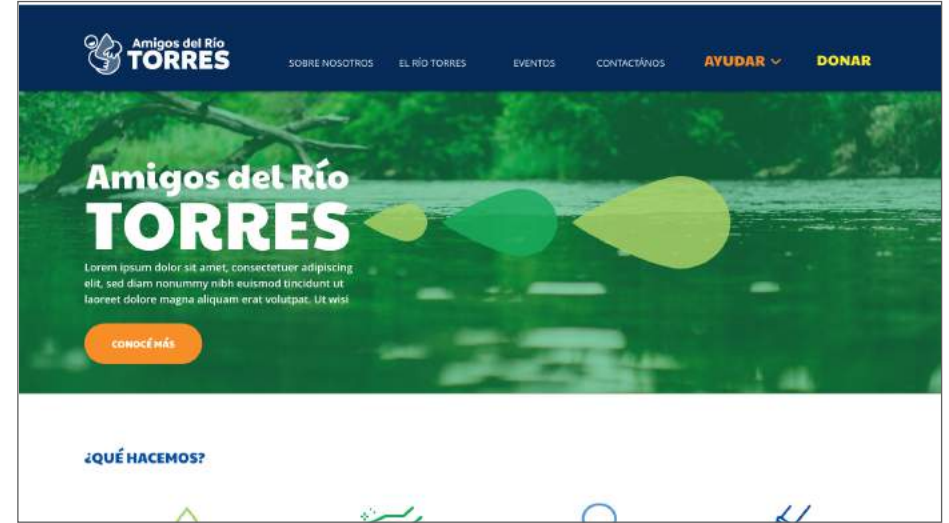 Amigos del Río
TORRES
SOBRE NOSOTROS
EL RÍO TORRES
EVENTOS
CONTACTÁNOS
AYUDAR
DONAR
Amigos del Río
TORRES
Lorem ipsum dolor sit amet, consectetuer adipiscing
elit, sed diam nonummy nibh euismod tincidunt ut
laoreet dolore magna aliquam erat volutpat. Ut wisi
CONOCÉ MÁS
¿QUÉ HACEMOS?